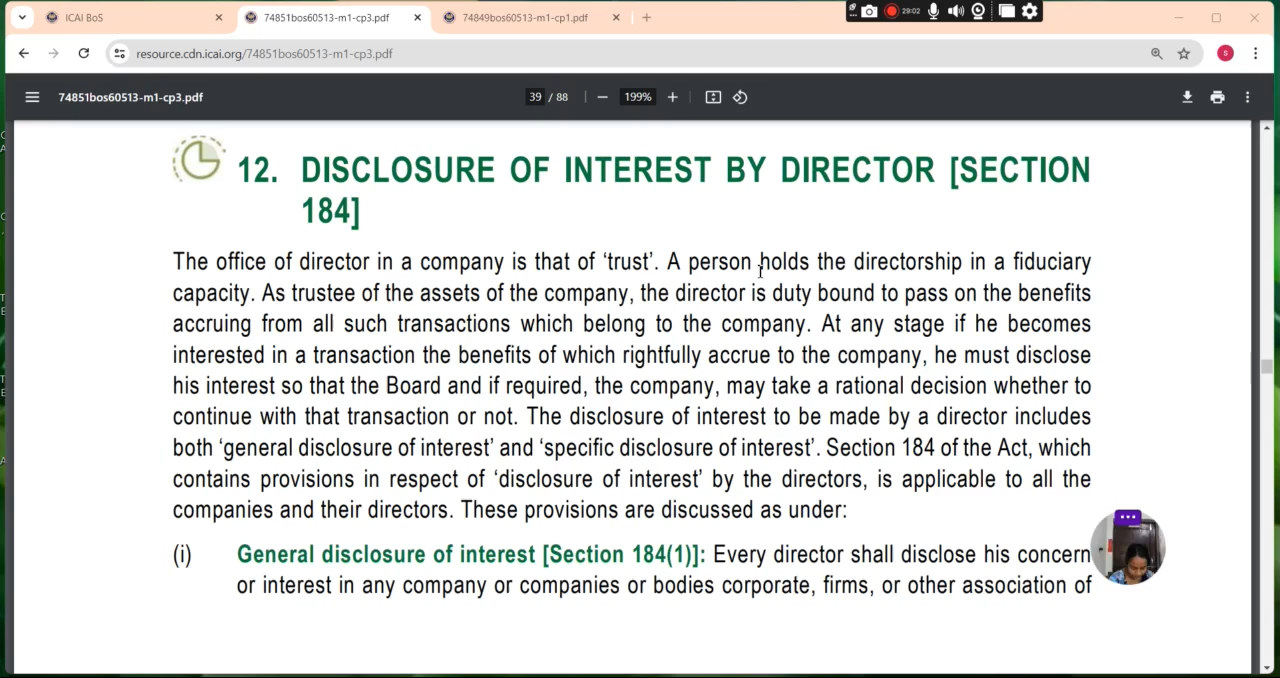 ICAI BoS
74851bos60513-m1-cp3.pdf
74849bos60513-m1-cp1.pdf
29:02
resource.cdn.icai.org/74851bos60513-m1-cp3.pdf
S
74851bos60513-m1-cp3.pdf
39 / 88
199%
12. DISCLOSURE OF INTEREST BY DIRECTOR [SECTION
184]
The office of director in a company is that of ‘trust’. A person holds the directorship in a fiduciary
capacity. As trustee of the assets of the company, the director is duty bound to pass on the benefits
accruing from all such transactions which belong to the company. At any stage if he becomes
interested in a transaction the benefits of which rightfully accrue to the company, he must disclose
his interest so that the Board and if required, the company, may take a rational decision whether to
continue with that transaction or not. The disclosure of interest to be made by a director includes
both ‘general disclosure of interest’ and ‘specific disclosure of interest’. Section 184 of the Act, which
contains provisions in respect of ‘disclosure of interest’ by the directors, is applicable to all the
companies and their directors. These provisions are discussed as under:
(i) General disclosure of interest [Section 184(1)]: Every director shall disclose his concern
or interest in any company or companies or bodies corporate, firms, or other association of